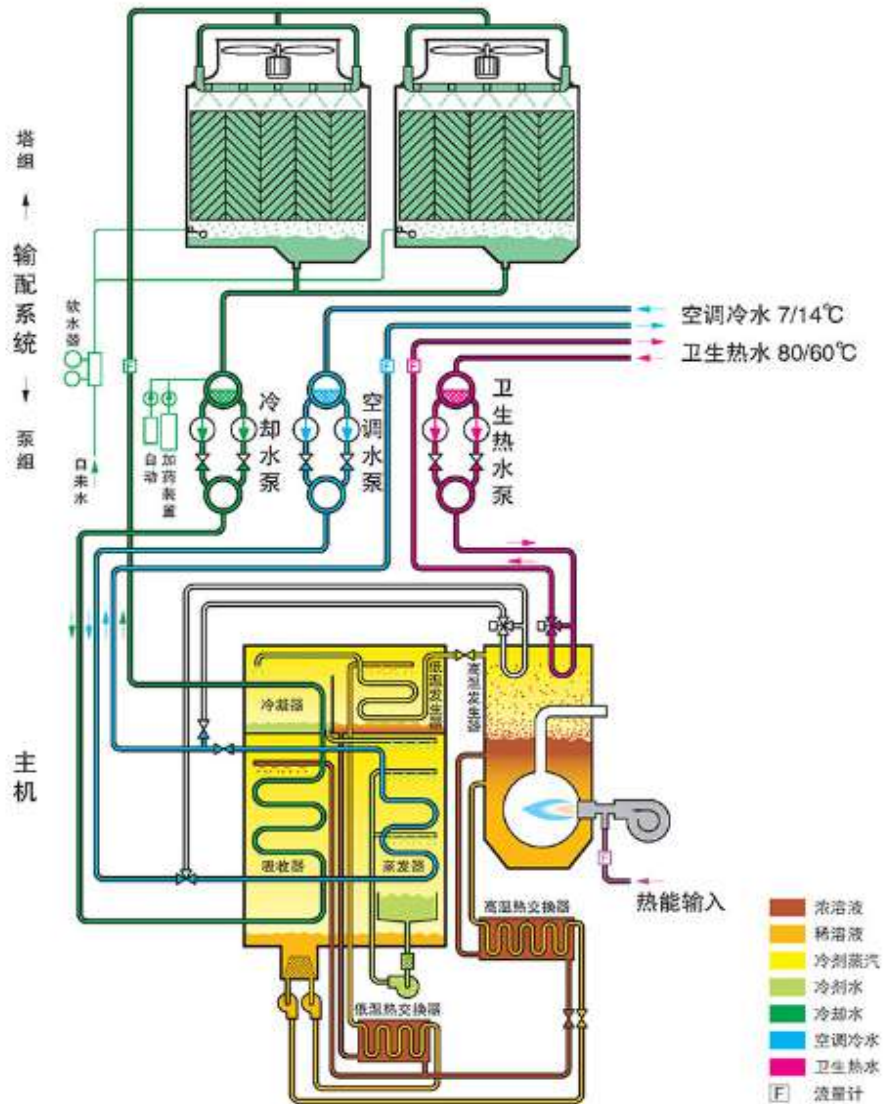 塔组
输配系统
泵组
主机
软水器
自来水
自动
加药装置
冷却水泵
空调水泵
卫生热水泵
空调冷水 7/14℃
卫生热水 80/60℃
F
F
F
冷凝器
低温发生器
高温发生器
吸收器
蒸发器
F
热能输入
高温热交换器
低温热交换器
浓溶液
稀溶液
冷剂蒸汽
冷剂水
冷却水
空调冷水
卫生热水
F 流量计